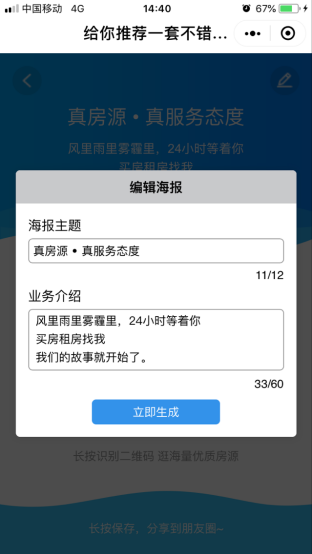 中国移动 4G 14:40 67%
给你推荐一套不错...
真房源•真服务态度
风里雨里雾霾里，24小时等着你
买房租房找我
编辑海报
海报主题
真房源•真服务态度
11/12
业务介绍
风里雨里雾霾里，24小时等着你
买房租房找我
我们的故事就开始了。
33/60
立即生成
长按识别二维码 逛海量优质房源
长按保存，分享到朋友圈~